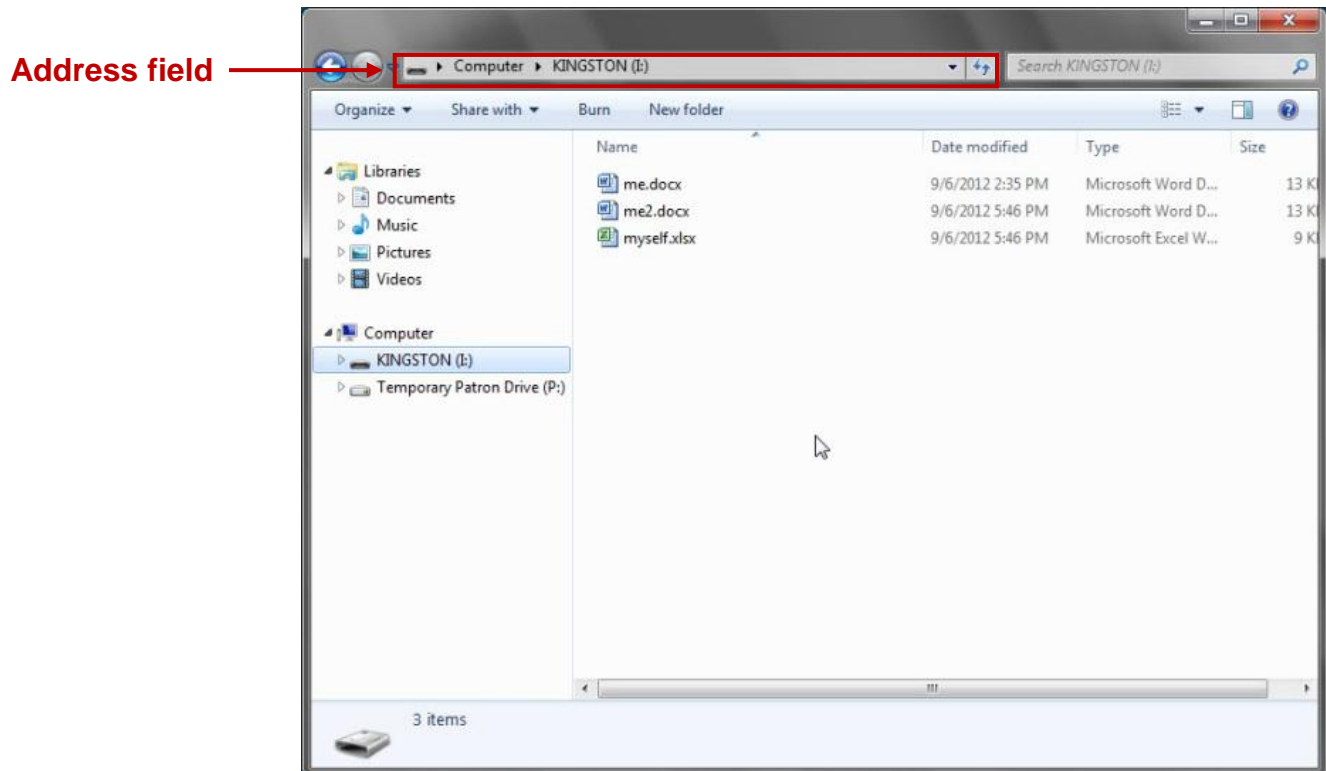 Address field
Computer KINGSTON (I:) Search KINGSTON (I:)
Organize Share with Burn New folder
Name Date modified Type Size
Libraries
Documents
Music
Pictures
Videos
Computer
KINGSTON (I:)
Temporary Patron Drive (P:)
me.docx 9/6/2012 2:35 PM Microsoft Word D... 13 K
me2.docx 9/6/2012 5:46 PM Microsoft Word D... 13 K
myself.xlsx 9/6/2012 5:46 PM Microsoft Excel W... 9 K
3 items